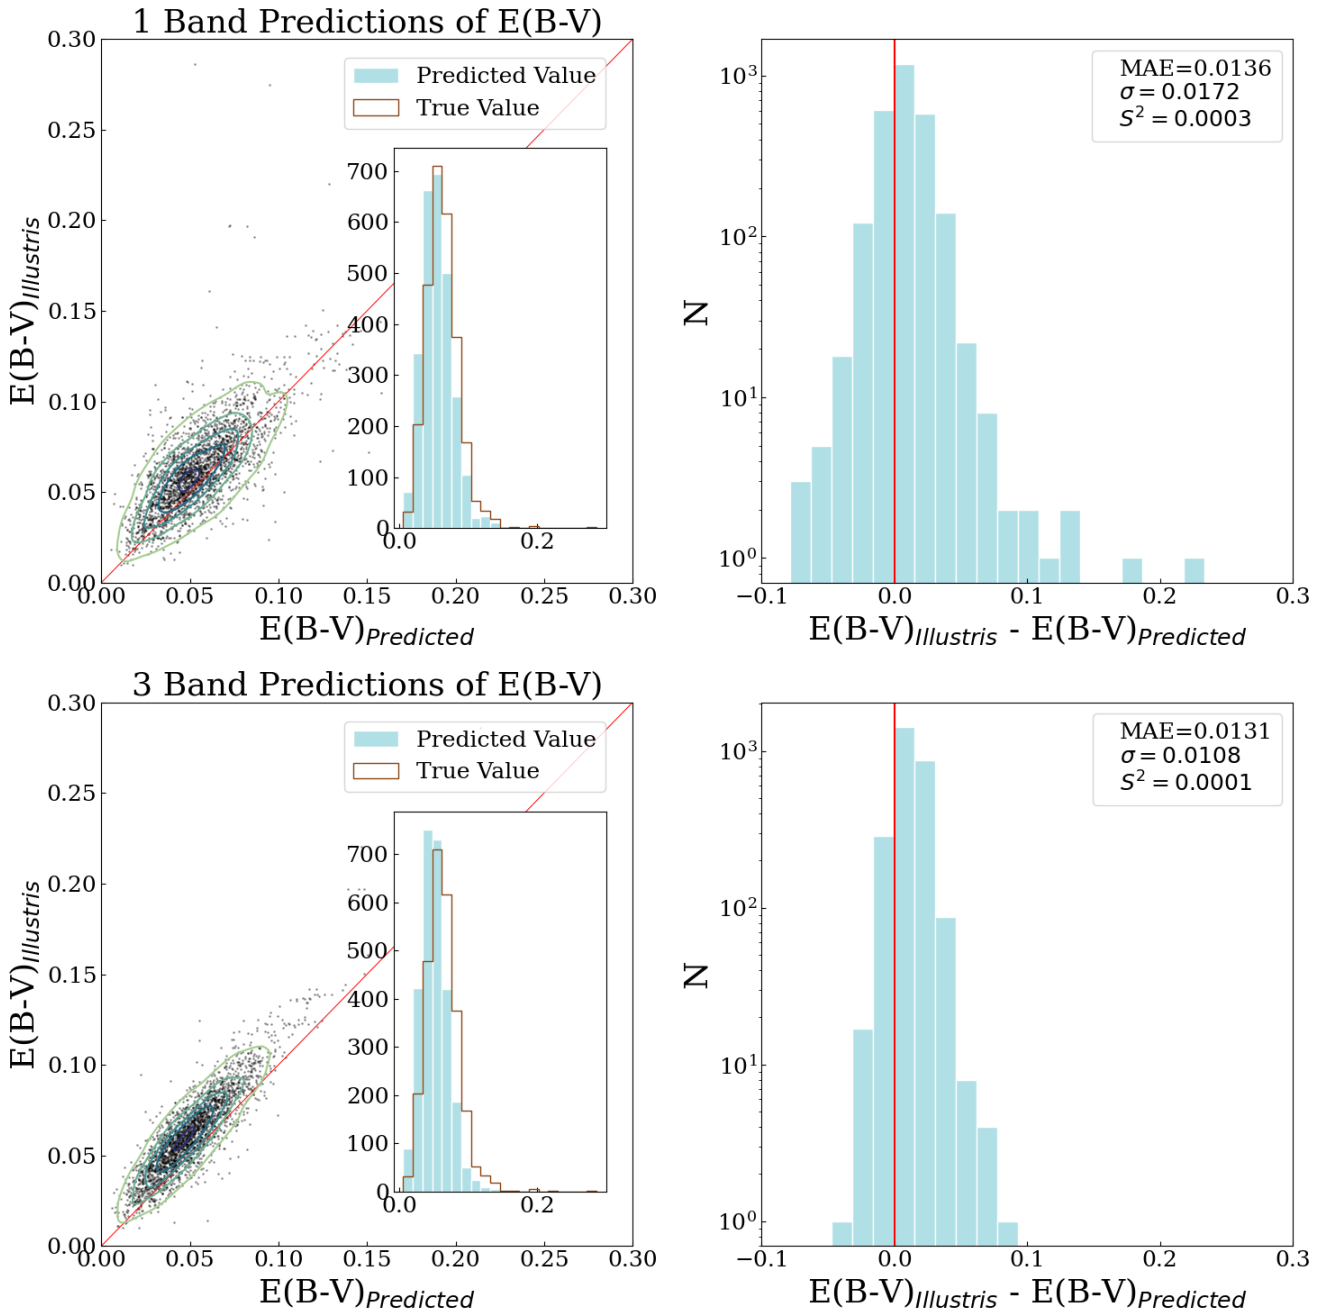 1 Band Predictions of E(B-V)
0.30
0.25
0.20
0.15
0.10
0.05
0.00
E(B-V)Illustris
Predicted Value
True Value
700
600
500
400
300
200
100
0
0.0 0.2
0.00 0.05 0.10 0.15 0.20 0.25 0.30
E(B-V)Predicted
MAE=0.0136
σ = 0.0172
S² = 0.0003
10³
10²
10¹
10⁰
N
−0.1 0.0 0.1 0.2 0.3
E(B-V)Illustris - E(B-V)Predicted
3 Band Predictions of E(B-V)
0.30
0.25
0.20
0.15
0.10
0.05
0.00
E(B-V)Illustris
Predicted Value
True Value
700
600
500
400
300
200
100
0
0.0 0.2
0.00 0.05 0.10 0.15 0.20 0.25 0.30
E(B-V)Predicted
MAE=0.0131
σ = 0.0108
S² = 0.0001
10³
10²
10¹
10⁰
N
−0.1 0.0 0.1 0.2 0.3
E(B-V)Illustris - E(B-V)Predicted